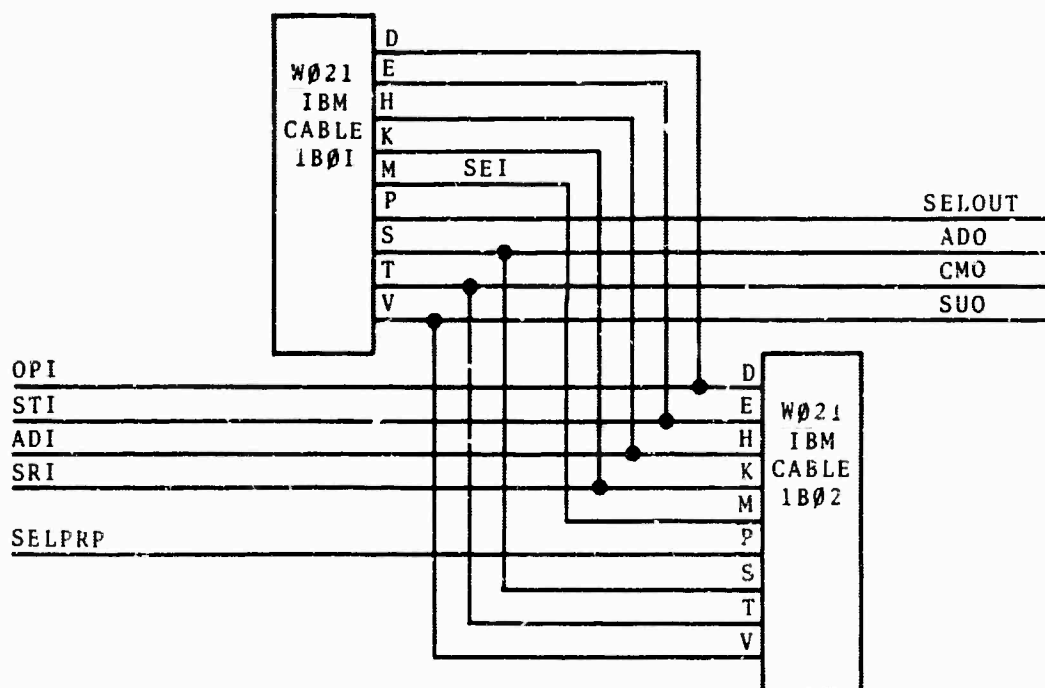 D
E
H
K
M
P
S
T
V
WØ21
IBM
CABLE
1BØ1
SEI
SELOUT
ADO
CMO
SUO
OPI
STI
ADI
SRI
SELPRP
D
E
H
K
M
P
S
T
V
WØ21
IBM
CABLE
1BØ2